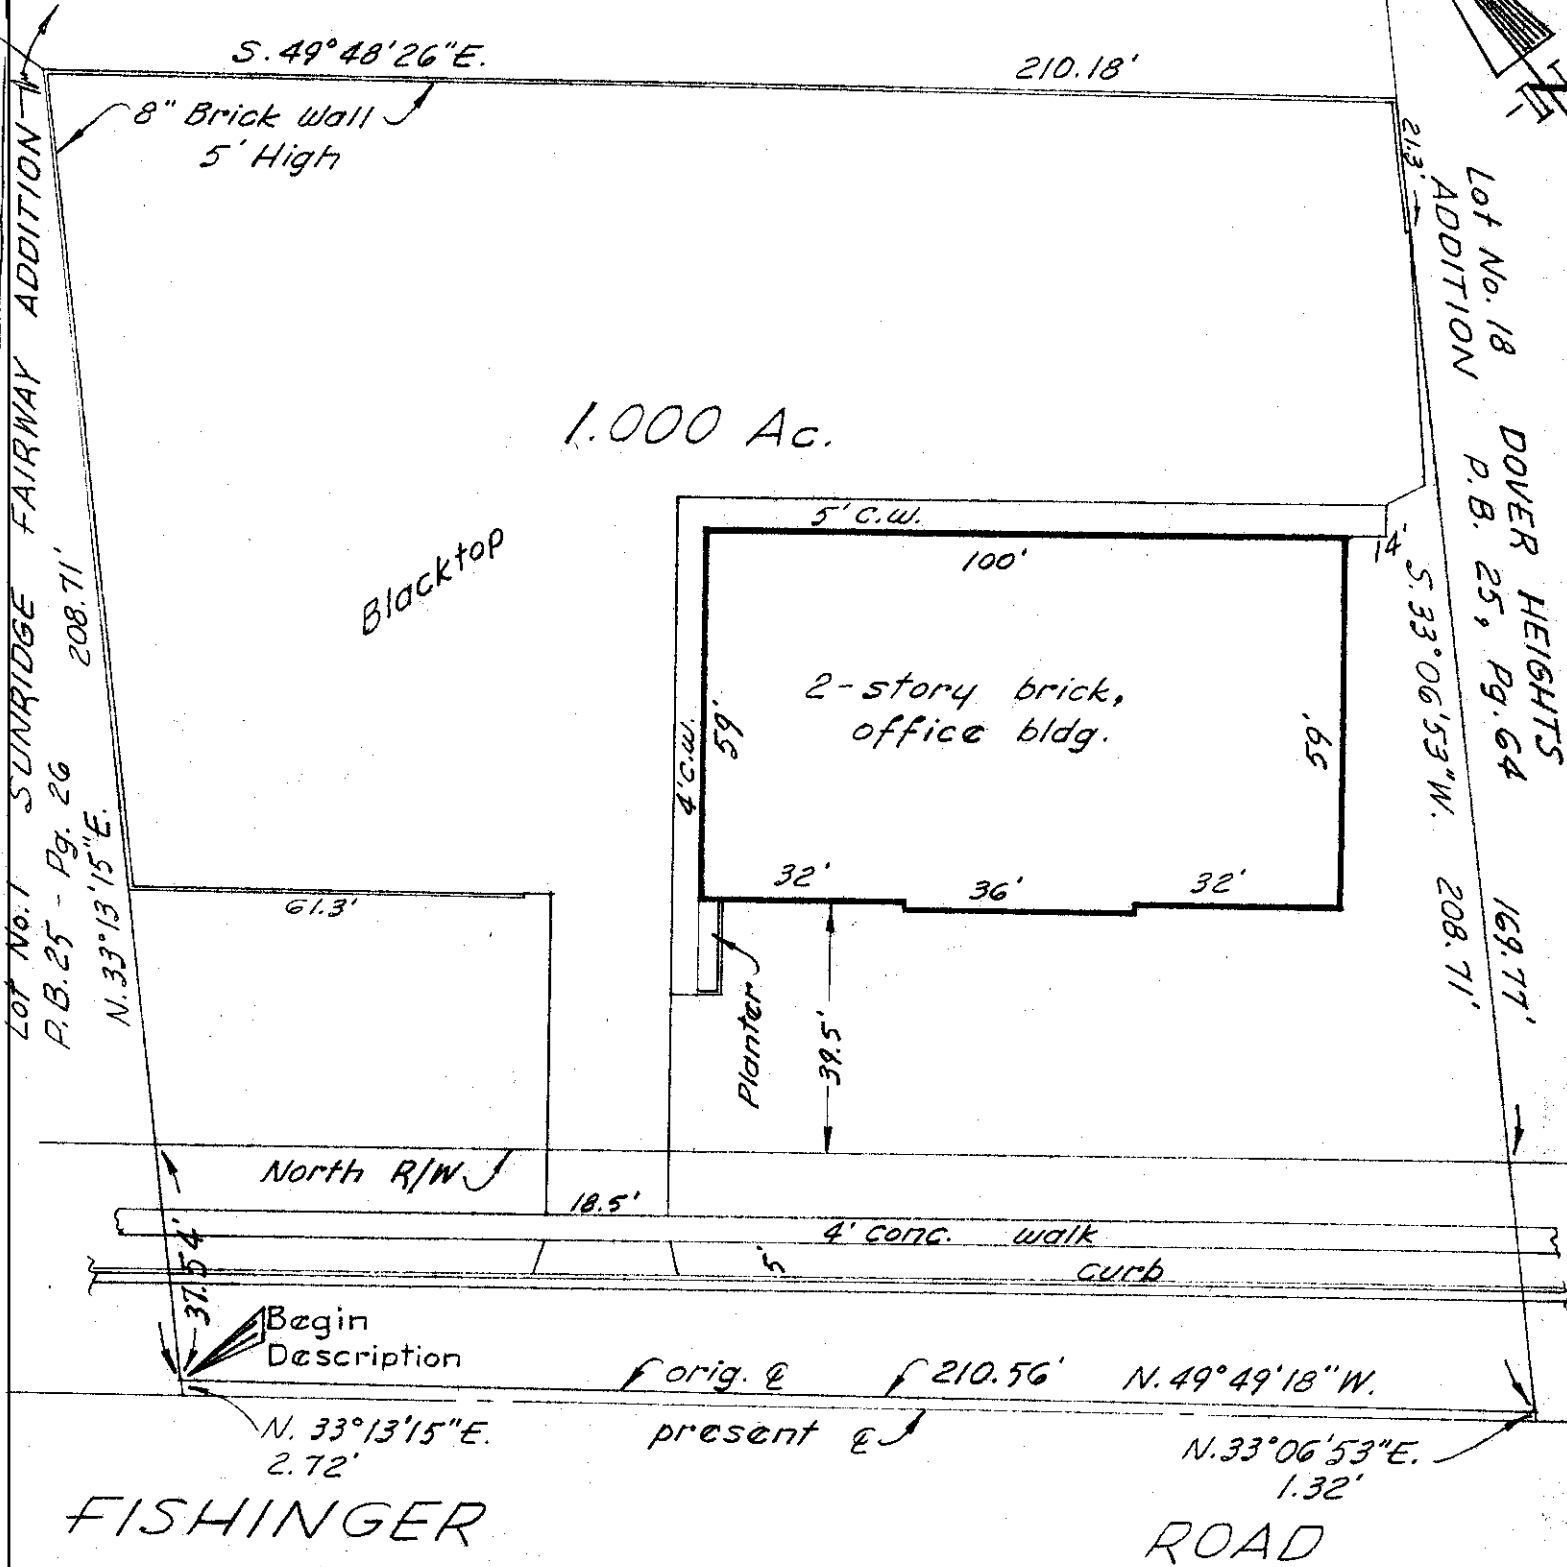 S. 49°48'26"E.
210.18'
8" Brick Wall
5' High
21.3'
Lot No. 18 DOVER HEIGHTS
ADDITION P.B. 25, Pg. 64
S. 33°06'53"W. 208.71'
169.77'
LOT No. 1 SUNRIDGE FAIRWAY ADDITION
P.B. 25 - Pg. 26
N. 33°13'15"E.
208.71'
1.000 Ac.
Blacktop
5' C.W.
100'
14'
2-story brick,
office bldg.
4' C.W.
59'
59'
32'
36'
32'
61.3'
Planter
39.5'
North R/W
18.5'
4' conc. walk
5'
curb
37.54'
Begin
Description
orig. ℄
210.56'
N. 49°49'18"W.
present ℄
N. 33°13'15"E.
2.72'
N. 33°06'53"E.
1.32'
FISHINGER ROAD